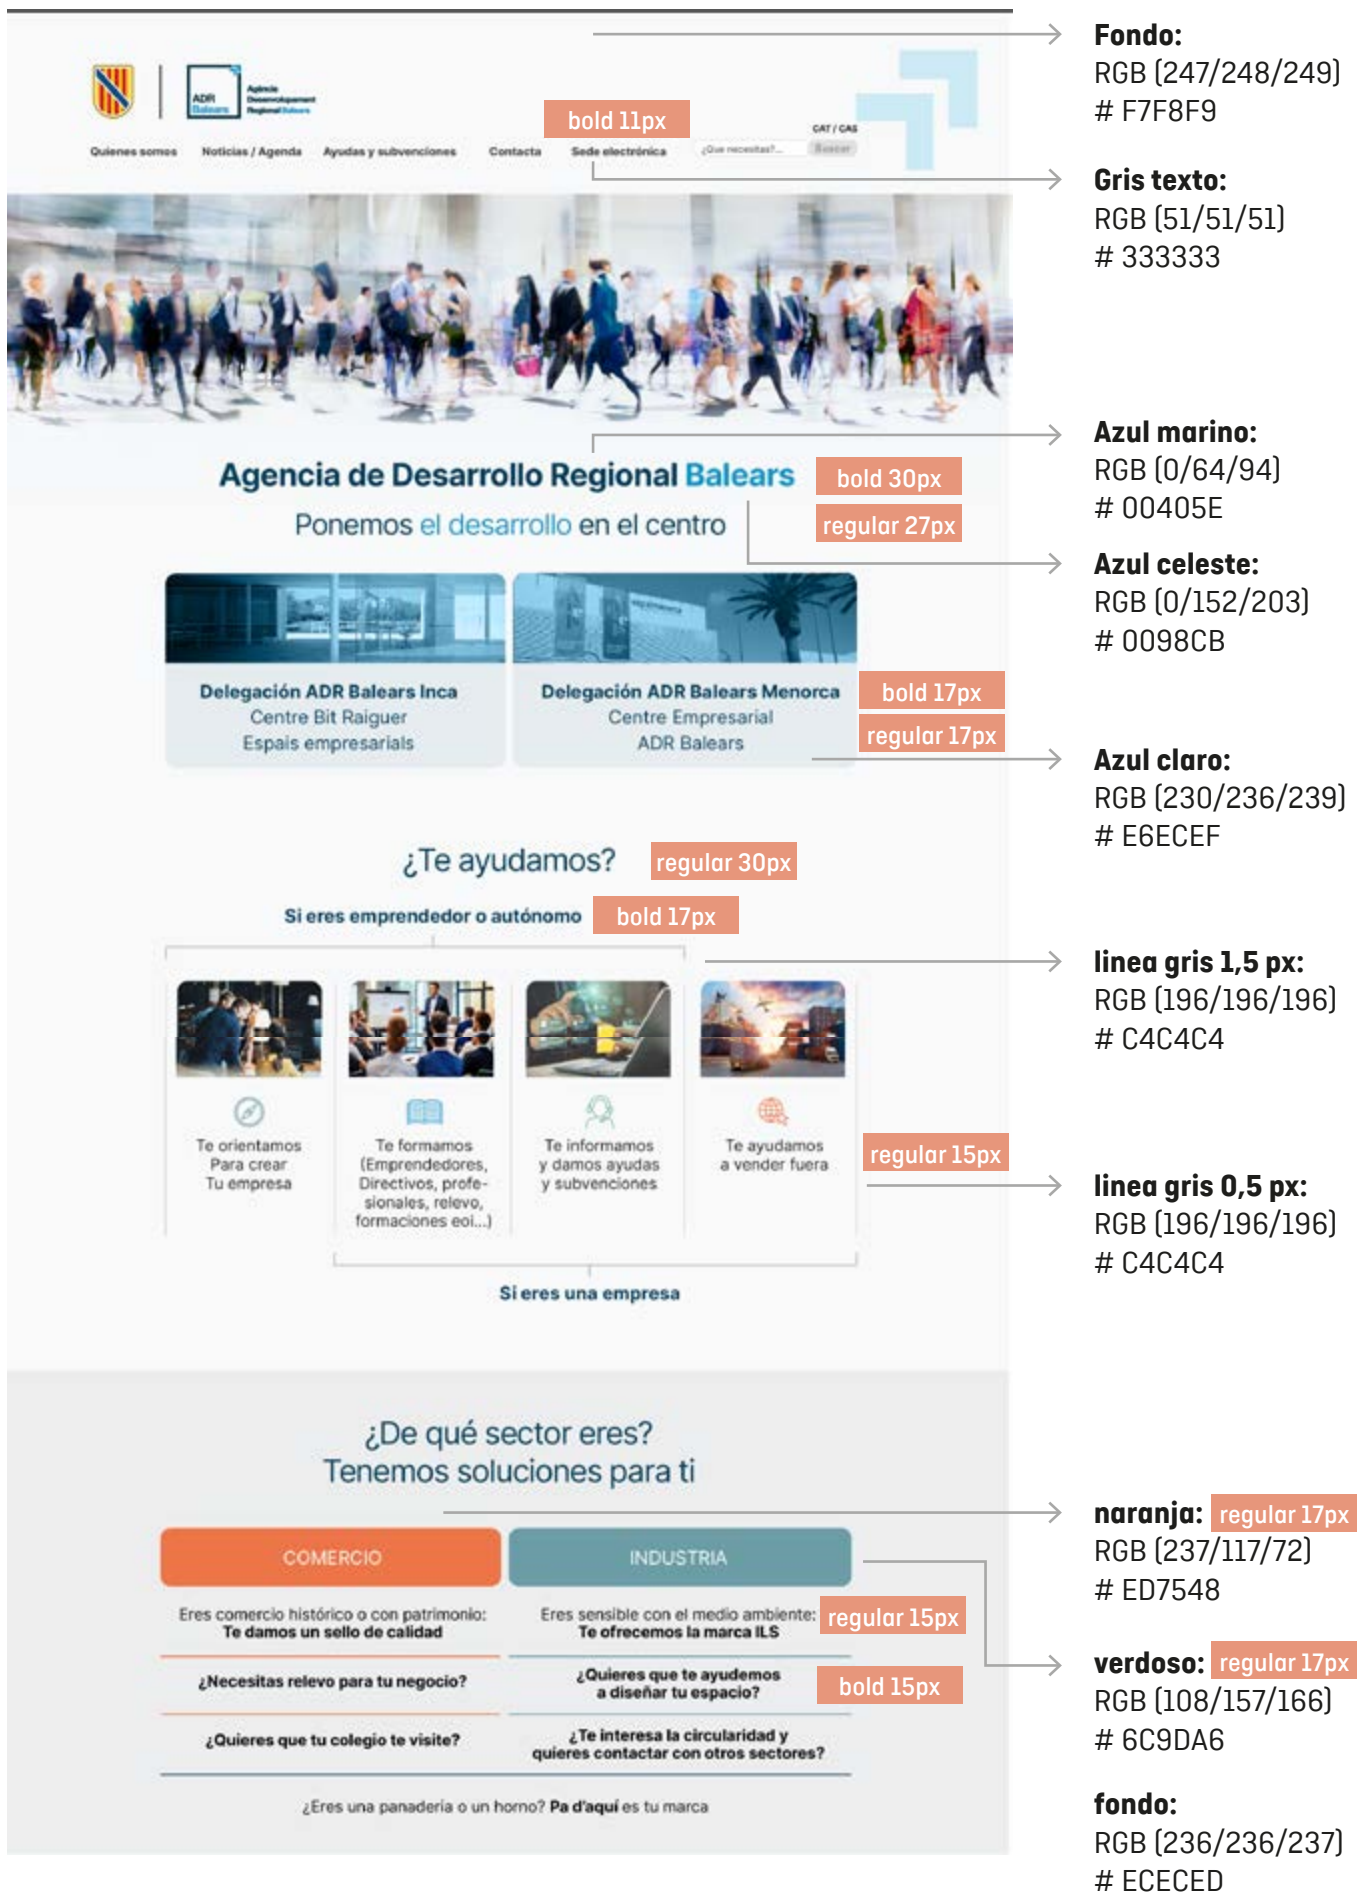 Fondo:
RGB (247/248/249)
# F7F8F9
ADR
Balears
Agència
Desenvolupament
Regional Balears
bold 11px
CAT / CAS
Quienes somos
Noticias / Agenda
Ayudas y subvenciones
Contacta
Sede electrónica
¿Que necesitas?...
Buscar
Gris texto:
RGB (51/51/51)
# 333333
Azul marino:
RGB (0/64/94)
# 00405E
Agencia de Desarrollo Regional Balears
bold 30px
Ponemos el desarrollo en el centro
regular 27px
Azul celeste:
RGB (0/152/203)
# 0098CB
Delegación ADR Balears Inca
Centre Bit Raiguer
Espais empresarials
Delegación ADR Balears Menorca
Centre Empresarial
ADR Balears
bold 17px
regular 17px
Azul claro:
RGB (230/236/239)
# E6ECEF
¿Te ayudamos?
regular 30px
Si eres emprendedor o autónomo
bold 17px
linea gris 1,5 px:
RGB (196/196/196)
# C4C4C4
Te orientamos
Para crear
Tu empresa
Te formamos
(Emprendedores,
Directivos, profe-
sionales, relevo,
formaciones eoi...)
Te informamos
y damos ayudas
y subvenciones
Te ayudamos
a vender fuera
regular 15px
linea gris 0,5 px:
RGB (196/196/196)
# C4C4C4
Si eres una empresa
¿De qué sector eres?
Tenemos soluciones para ti
naranja: regular 17px
RGB (237/117/72)
# ED7548
COMERCIO
INDUSTRIA
Eres comercio histórico o con patrimonio:
Te damos un sello de calidad
Eres sensible con el medio ambiente:
Te ofrecemos la marca ILS
regular 15px
¿Necesitas relevo para tu negocio?
¿Quieres que te ayudemos
a diseñar tu espacio?
bold 15px
verdoso: regular 17px
RGB (108/157/166)
# 6C9DA6
¿Quieres que tu colegio te visite?
¿Te interesa la circularidad y
quieres contactar con otros sectores?
¿Eres una panadería o un horno? Pa d'aquí es tu marca
fondo:
RGB (236/236/237)
# ECECED